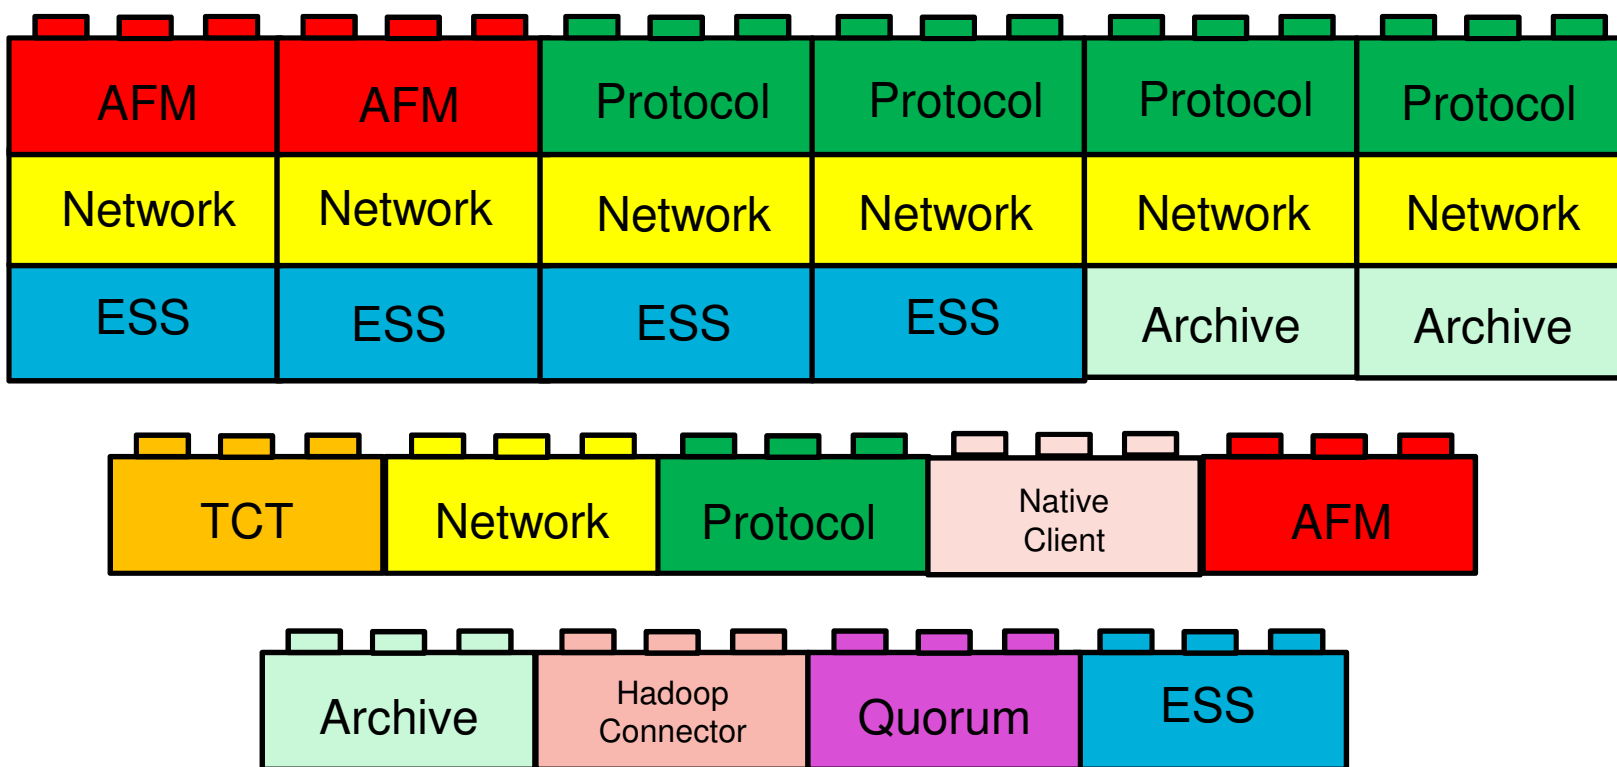 AFM AFM Protocol Protocol Protocol Protocol
Network Network Network Network Network Network
ESS ESS ESS ESS Archive Archive
TCT Network Protocol Native Client AFM
Archive Hadoop Connector Quorum ESS